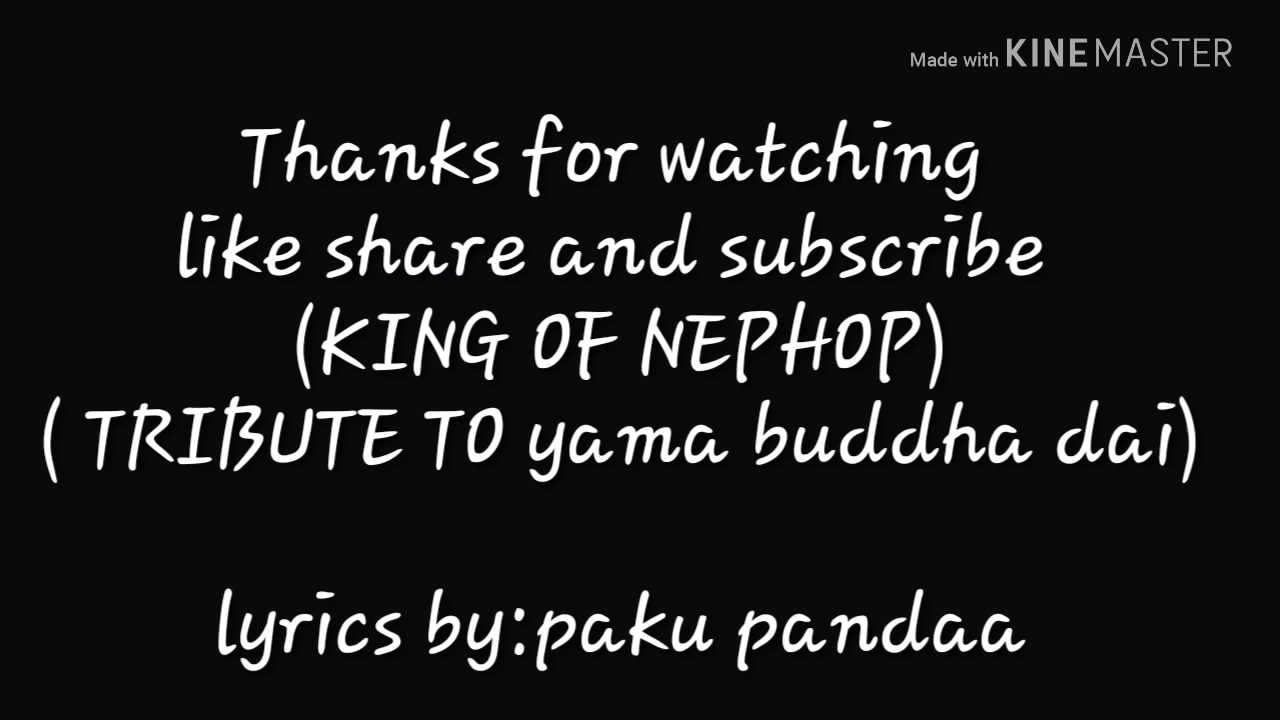 Made with KINEMASTER
Thanks for watching
like share and subscribe
(KING OF NEPHOP)
( TRIBUTE TO yama buddha dai)
lyrics by:paku pandaa